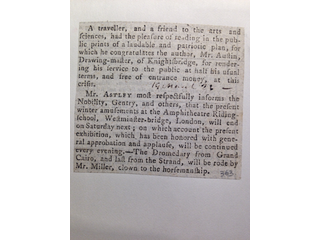 A traveller, and a friend to the arts and
sciences, had the pleasure of reading in the pub-
lic prints of a laudable and patriotic plan, for
which he congratulates the author, Mr. Austin,
Drawing-master, of Knightsbridge, for render-
ing his service to the public at half his usual
terms, and free of entrance money, at this
crisis.
Mr. ASTLEY most respectfully informs the
Nobility, Gentry, and others, that the present
winter amusements at the Amphitheatre Riding-
school, Westminster-bridge, London, will end
on Saturday next; on which account the present
exhibition, which has been honored with gene-
ral approbation and applause, will be continued
every evening.—The Dromedary from Grand
Cairo, and last from the Strand, will be rode by
Mr. Miller, clown to the horsemanship.
363